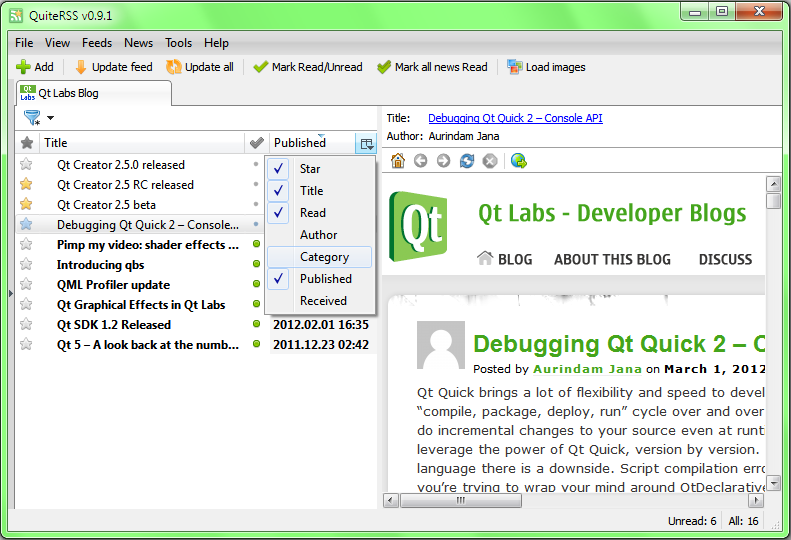 QuiteRSS v0.9.1
File View Feeds News Tools Help
Add Update feed Update all Mark Read/Unread Mark all news Read Load images
Qt Labs Qt Labs Blog
Title Published
Qt Creator 2.5.0 released
Qt Creator 2.5 RC released
Qt Creator 2.5 beta
Debugging Qt Quick 2 – Console...
Pimp my video: shader effects ...
Introducing qbs
QML Profiler update
Qt Graphical Effects in Qt Labs
Qt SDK 1.2 Released 2012.02.01 16:35
Qt 5 – A look back at the numb... 2011.12.23 02:42
Star
Title
Read
Author
Category
Published
Received
Title: Debugging Qt Quick 2 – Console API
Author: Aurindam Jana
Qt Qt Labs - Developer Blogs
BLOG ABOUT THIS BLOG DISCUSS
Debugging Qt Quick 2 – C
Posted by Aurindam Jana on March 1, 2012
Qt Quick brings a lot of flexibility and speed to devel
“compile, package, deploy, run” cycle over and over
do incremental changes to your source even at runti
leverage the power of Qt Quick, version by version.
language there is a downside. Script compilation erro
you’re trying to wrap your mind around QtDeclarative
Unread: 6 All: 16